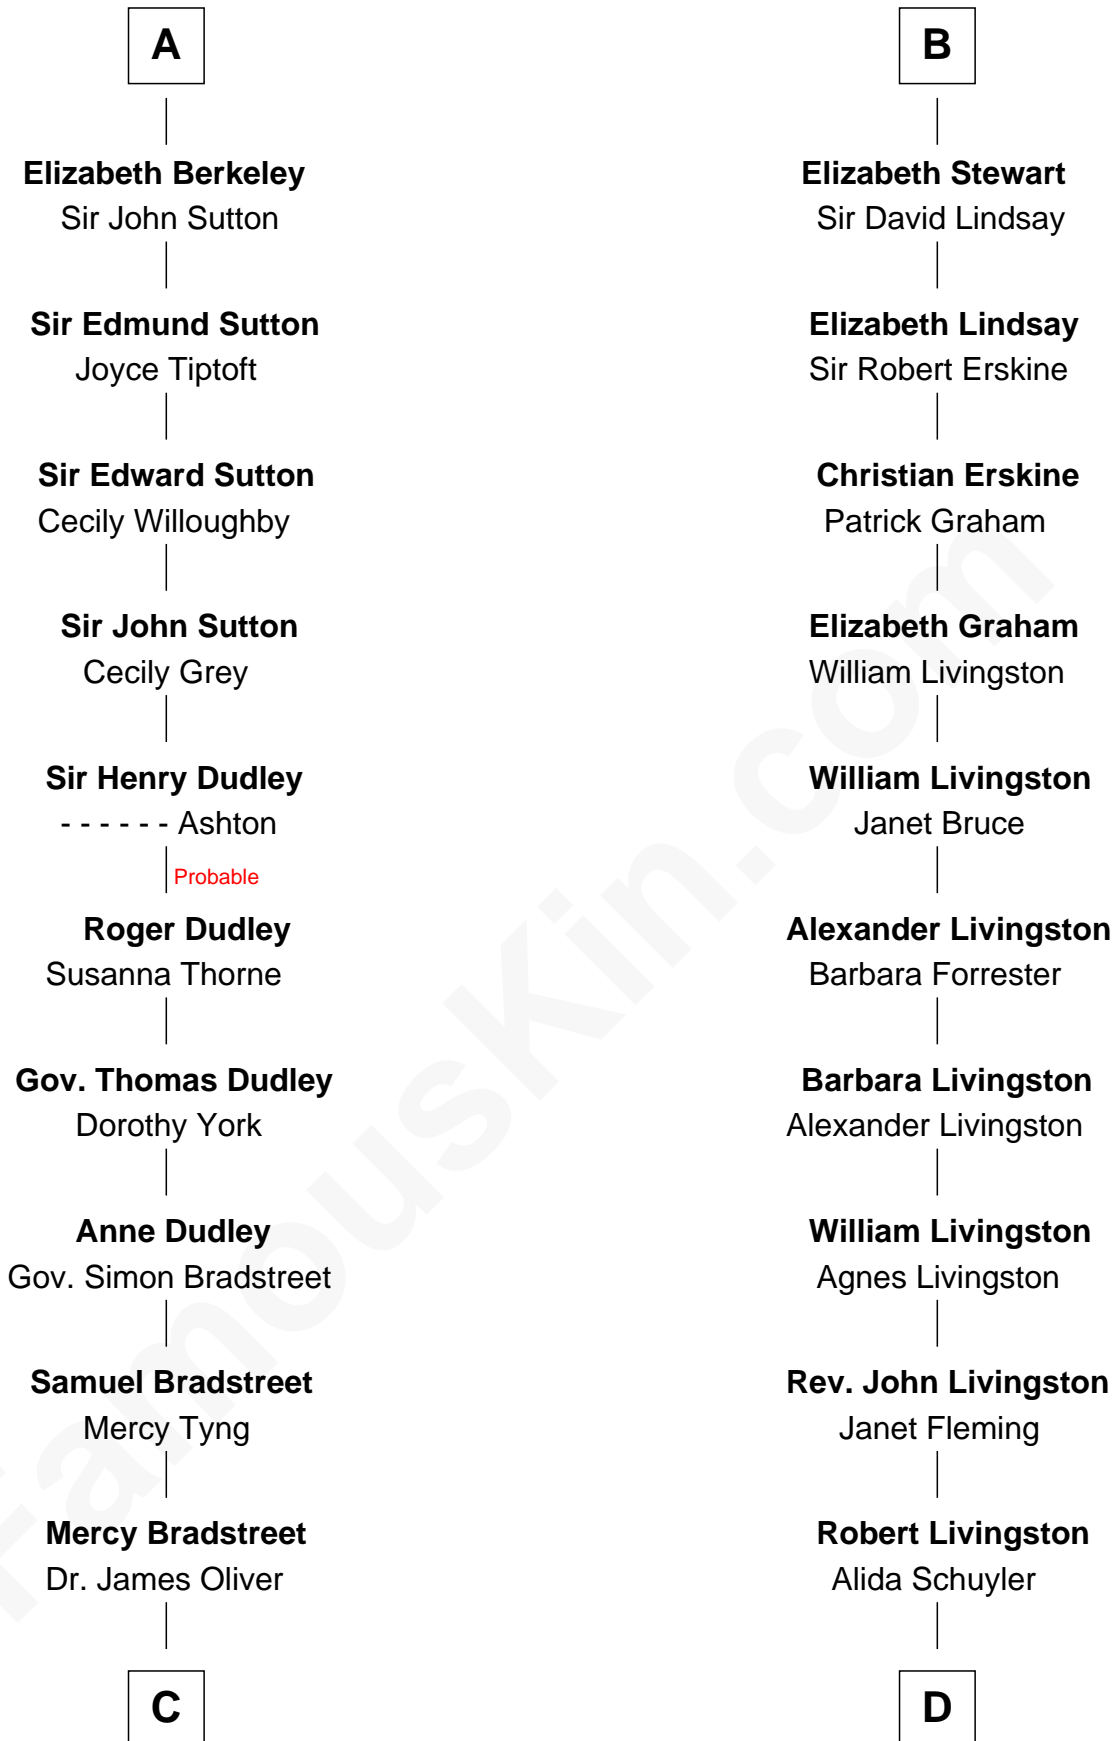 A
Elizabeth Berkeley
Sir John Sutton
Sir Edmund Sutton
Joyce Tiptoft
Sir Edward Sutton
Cecily Willoughby
Sir John Sutton
Cecily Grey
Sir Henry Dudley
- - - - - - Ashton
Probable
Roger Dudley
Susanna Thorne
Gov. Thomas Dudley
Dorothy York
Anne Dudley
Gov. Simon Bradstreet
Samuel Bradstreet
Mercy Tyng
Mercy Bradstreet
Dr. James Oliver
C
B
Elizabeth Stewart
Sir David Lindsay
Elizabeth Lindsay
Sir Robert Erskine
Christian Erskine
Patrick Graham
Elizabeth Graham
William Livingston
William Livingston
Janet Bruce
Alexander Livingston
Barbara Forrester
Barbara Livingston
Alexander Livingston
William Livingston
Agnes Livingston
Rev. John Livingston
Janet Fleming
Robert Livingston
Alida Schuyler
D
FamousKin.com